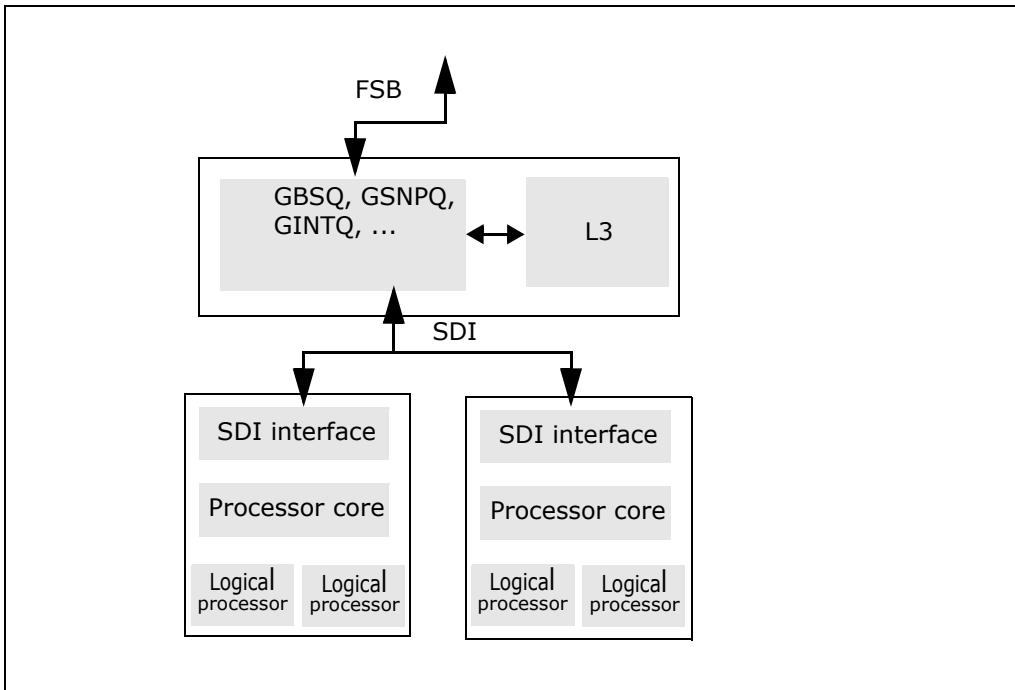 FSB
GBSQ, GSNPQ,
GINTQ, ...
L3
SDI
SDI interface
Processor core
Logical
processor
Logical
processor
SDI interface
Processor core
Logical
processor
Logical
processor